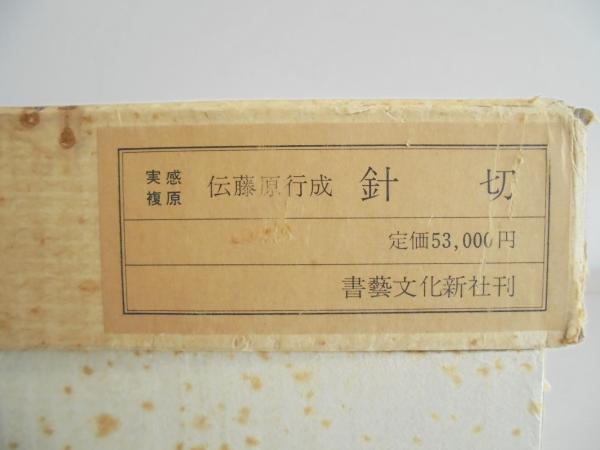 実感複原 伝藤原行成 針切
定価53,000円
書藝文化新社刊